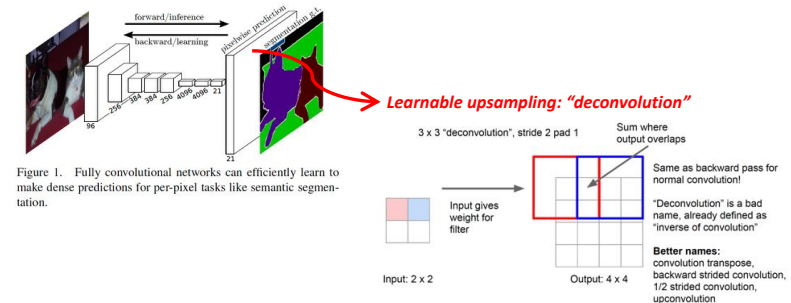 forward/inference
backward/learning
pixelwise prediction
segmentation g.t.
96
256
384
384
256
4096
4096
21
21
Figure 1. Fully convolutional networks can efficiently learn to
make dense predictions for per-pixel tasks like semantic segmen-
tation.
Learnable upsampling: “deconvolution”
3 x 3 “deconvolution”, stride 2 pad 1
Sum where
output overlaps
Input gives
weight for
filter
Input: 2 x 2
Output: 4 x 4
Same as backward pass for
normal convolution!
“Deconvolution” is a bad
name, already defined as
“inverse of convolution”
Better names:
convolution transpose,
backward strided convolution,
1/2 strided convolution,
upconvolution